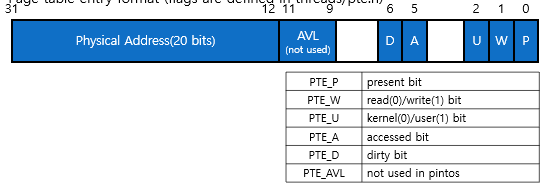 Page table entry format (flags are defined in threads/pte.h)
31 12 11 9 6 5 2 1 0
Physical Address(20 bits) AVL D A U W P
(not used)
PTE_P present bit
PTE_W read(0)/write(1) bit
PTE_U kernel(0)/user(1) bit
PTE_A accessed bit
PTE_D dirty bit
PTE_AVL not used in pintos